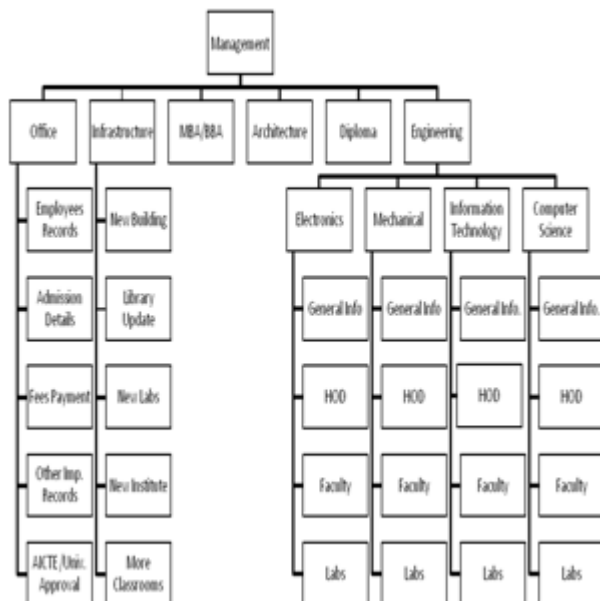 Management
Office
Infrastructure
MBA/BBA
Architecture
Diploma
Engineering
Employees
Records
New Building
Electronics
Mechanical
Information
Technology
Computer
Science
Admission
Details
Library
Update
General Info
General Info
General Info.
General Info.
Fees Payment
New Labs
HOD
HOD
HOD
HOD
Other Imp.
Records
New Institute
Faculty
Faculty
Faculty
Faculty
AICTE/Univ.
Approval
More
Classrooms
Labs
Labs
Labs
Labs